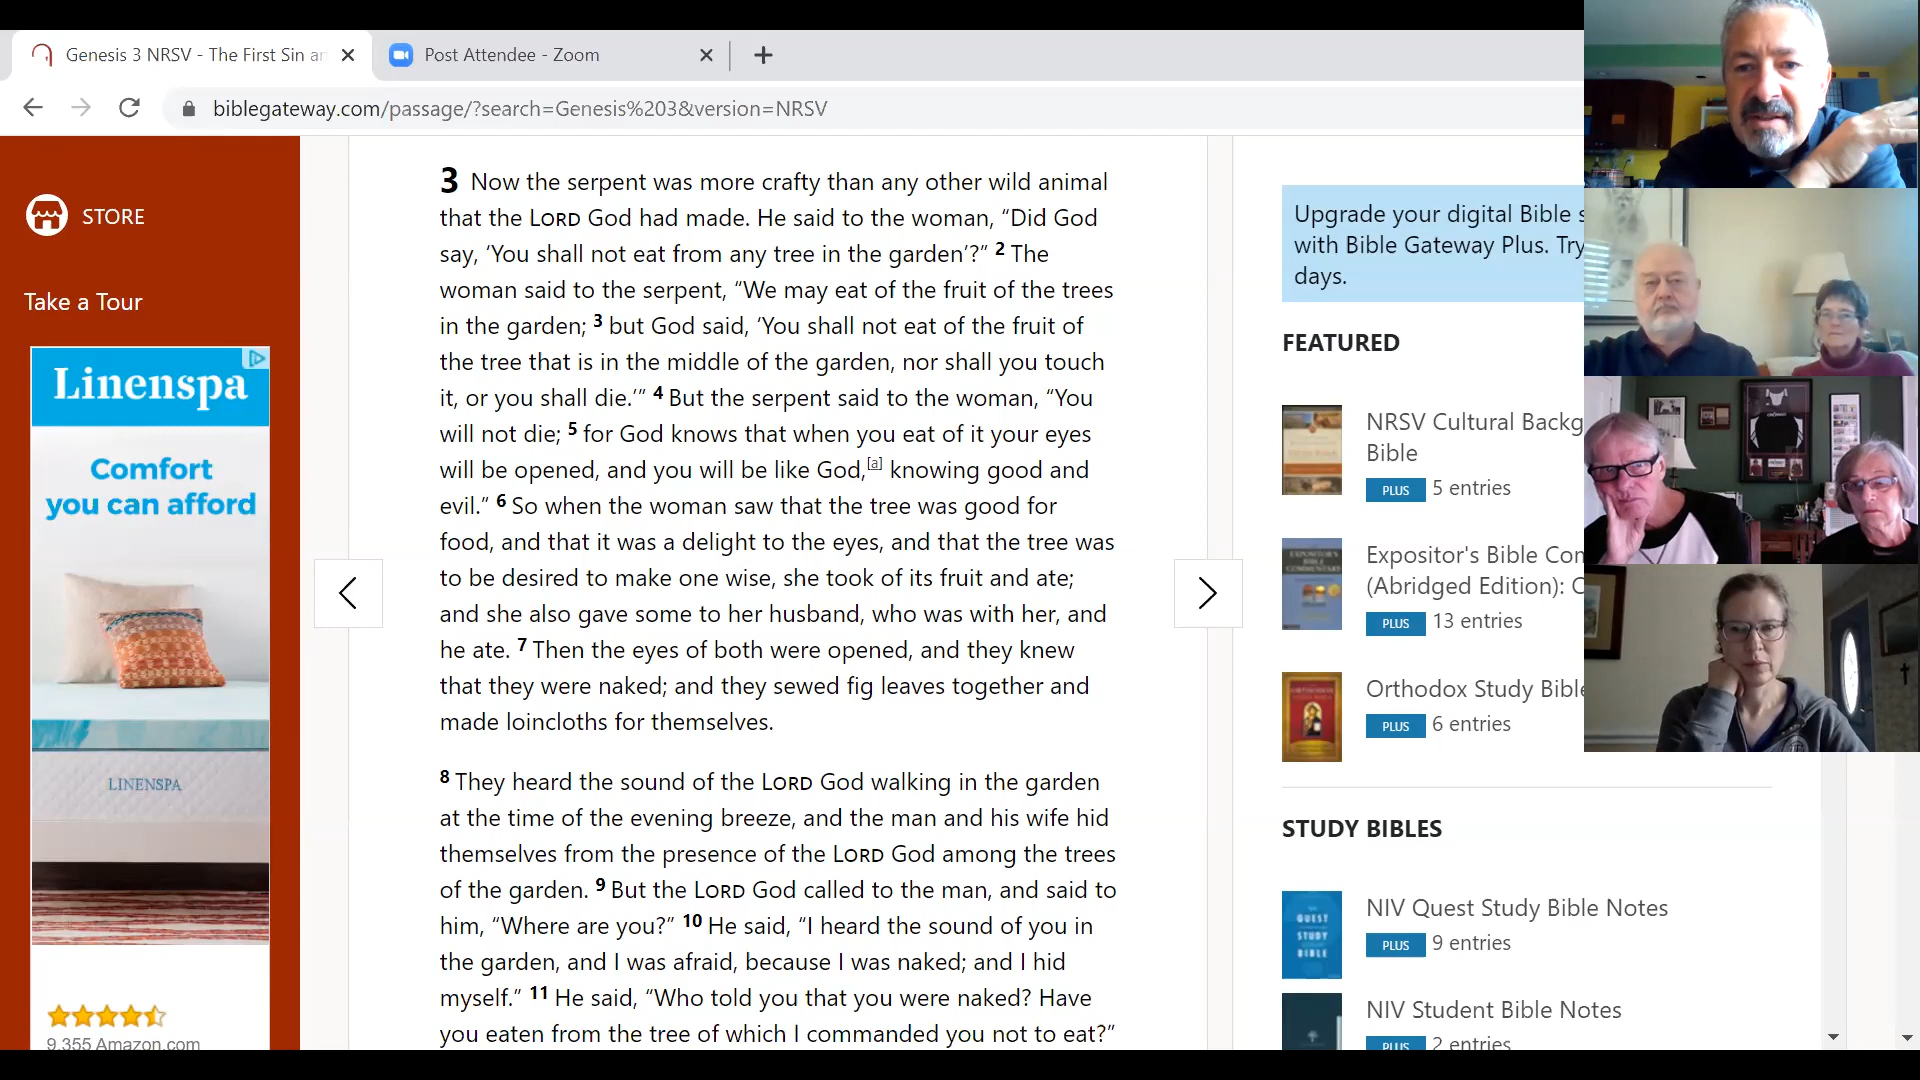 Genesis 3 NRSV - The First Sin an
Post Attendee - Zoom
biblegateway.com/passage/?search=Genesis%203&version=NRSV
STORE
Take a Tour
Linenspa
Comfort
you can afford
LINENSPA
9,355 Amazon.com
3 Now the serpent was more crafty than any other wild animal
that the LORD God had made. He said to the woman, “Did God
say, ‘You shall not eat from any tree in the garden’?” 2 The
woman said to the serpent, “We may eat of the fruit of the trees
in the garden; 3 but God said, ‘You shall not eat of the fruit of
the tree that is in the middle of the garden, nor shall you touch
it, or you shall die.’” 4 But the serpent said to the woman, “You
will not die; 5 for God knows that when you eat of it your eyes
will be opened, and you will be like God,[a] knowing good and
evil.” 6 So when the woman saw that the tree was good for
food, and that it was a delight to the eyes, and that the tree was
to be desired to make one wise, she took of its fruit and ate;
and she also gave some to her husband, who was with her, and
he ate. 7 Then the eyes of both were opened, and they knew
that they were naked; and they sewed fig leaves together and
made loincloths for themselves.
8 They heard the sound of the LORD God walking in the garden
at the time of the evening breeze, and the man and his wife hid
themselves from the presence of the LORD God among the trees
of the garden. 9 But the LORD God called to the man, and said to
him, “Where are you?” 10 He said, “I heard the sound of you in
the garden, and I was afraid, because I was naked; and I hid
myself.” 11 He said, “Who told you that you were naked? Have
you eaten from the tree of which I commanded you not to eat?”
Upgrade your digital Bible s
with Bible Gateway Plus. Try
days.
FEATURED
NRSV Cultural Backg
Bible
PLUS 5 entries
EXPOSITOR'S
BIBLE
COMMENTARY
Expositor's Bible Con
(Abridged Edition): O
PLUS 13 entries
Orthodox Study Bible
PLUS 6 entries
STUDY BIBLES
QUEST
STUDY
BIBLE
NIV Quest Study Bible Notes
PLUS 9 entries
NIV Student Bible Notes
PLUS 2 entries